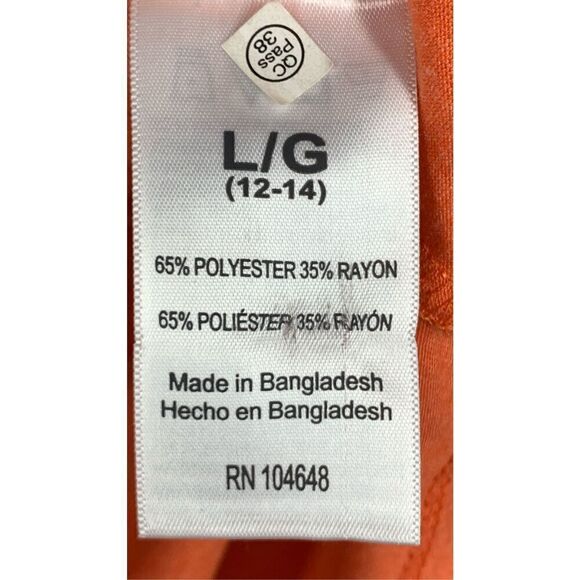 QC
Pass
38
L/G
(12-14)
65% POLYESTER 35% RAYON
65% POLIÉSTER 35% RAYÓN
Made in Bangladesh
Hecho en Bangladesh
RN 104648